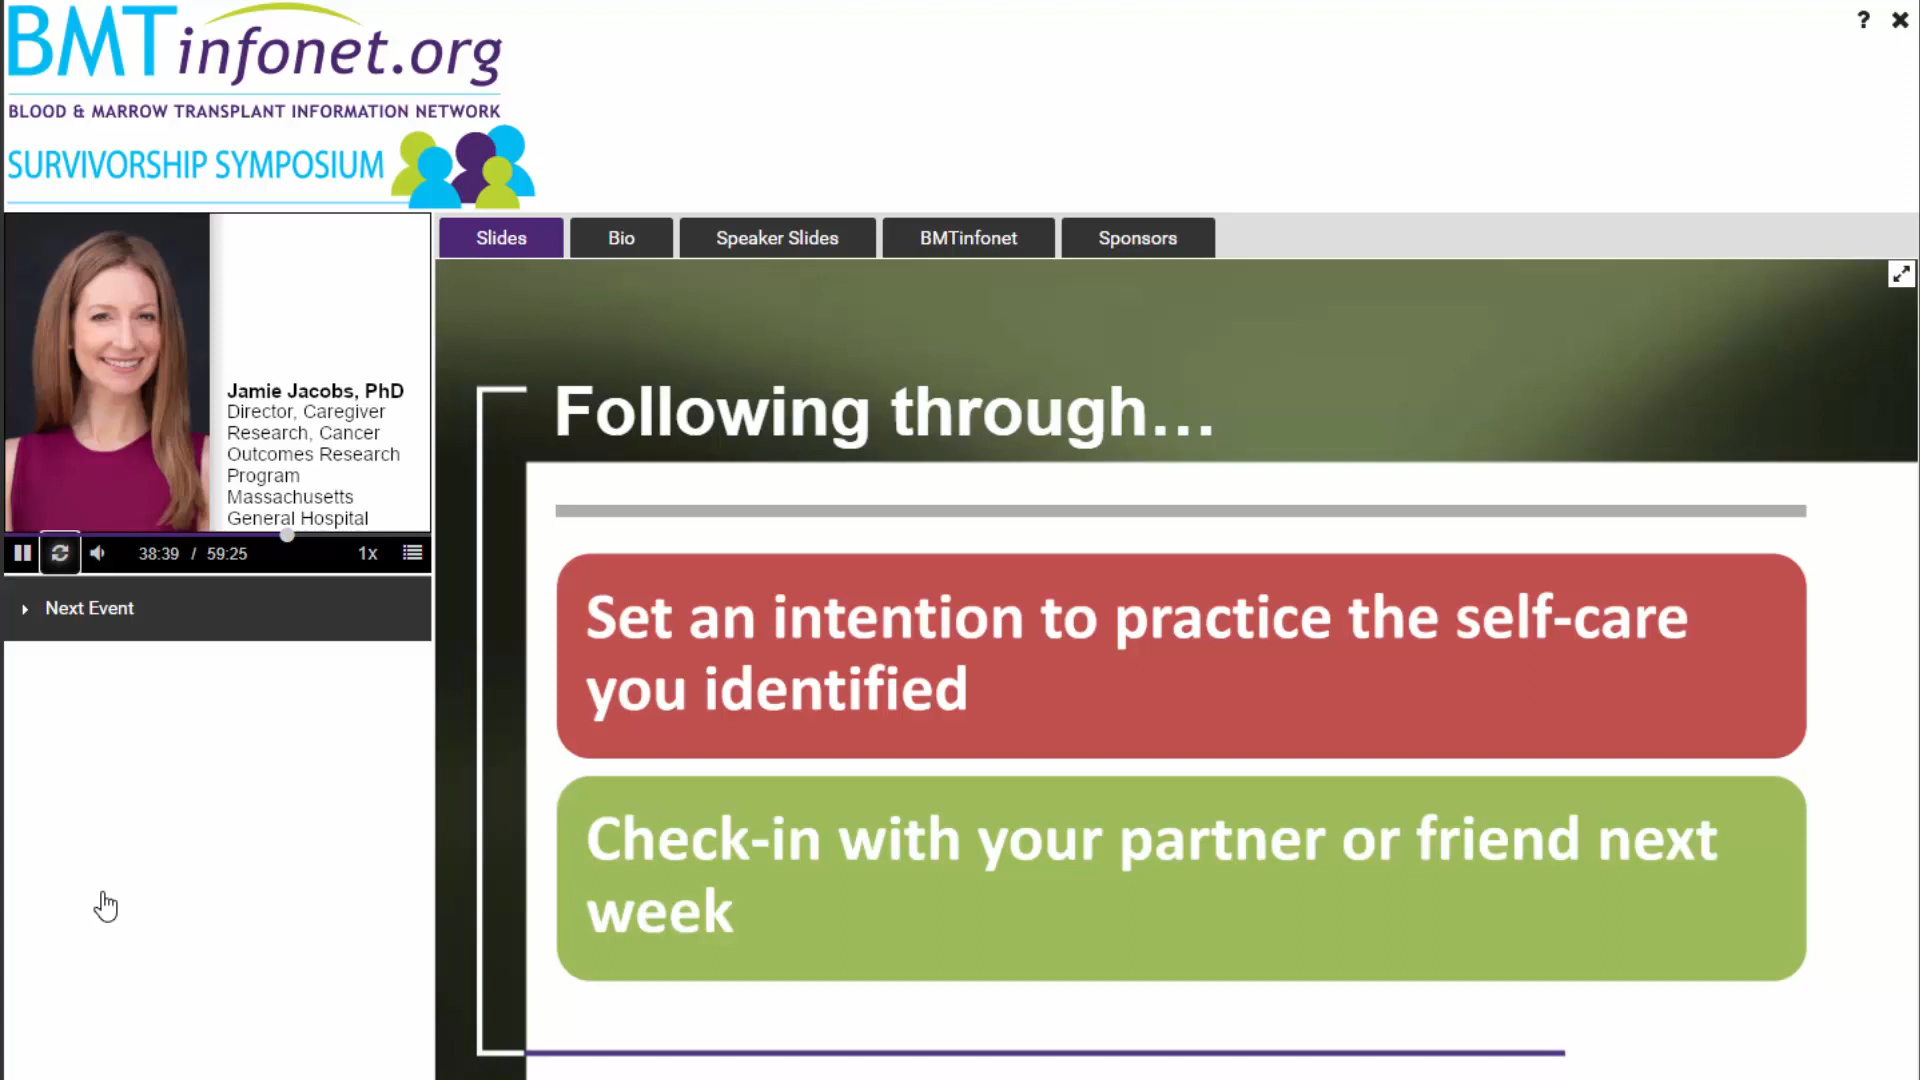 BMTinfonet.org
BLOOD & MARROW TRANSPLANT INFORMATION NETWORK
SURVIVORSHIP SYMPOSIUM
?
Jamie Jacobs, PhD
Director, Caregiver
Research, Cancer
Outcomes Research
Program
Massachusetts
General Hospital
38:39 / 59:25 1x
Next Event
Slides Bio Speaker Slides BMTinfonet Sponsors
Following through...
Set an intention to practice the self-care
you identified
Check-in with your partner or friend next
week